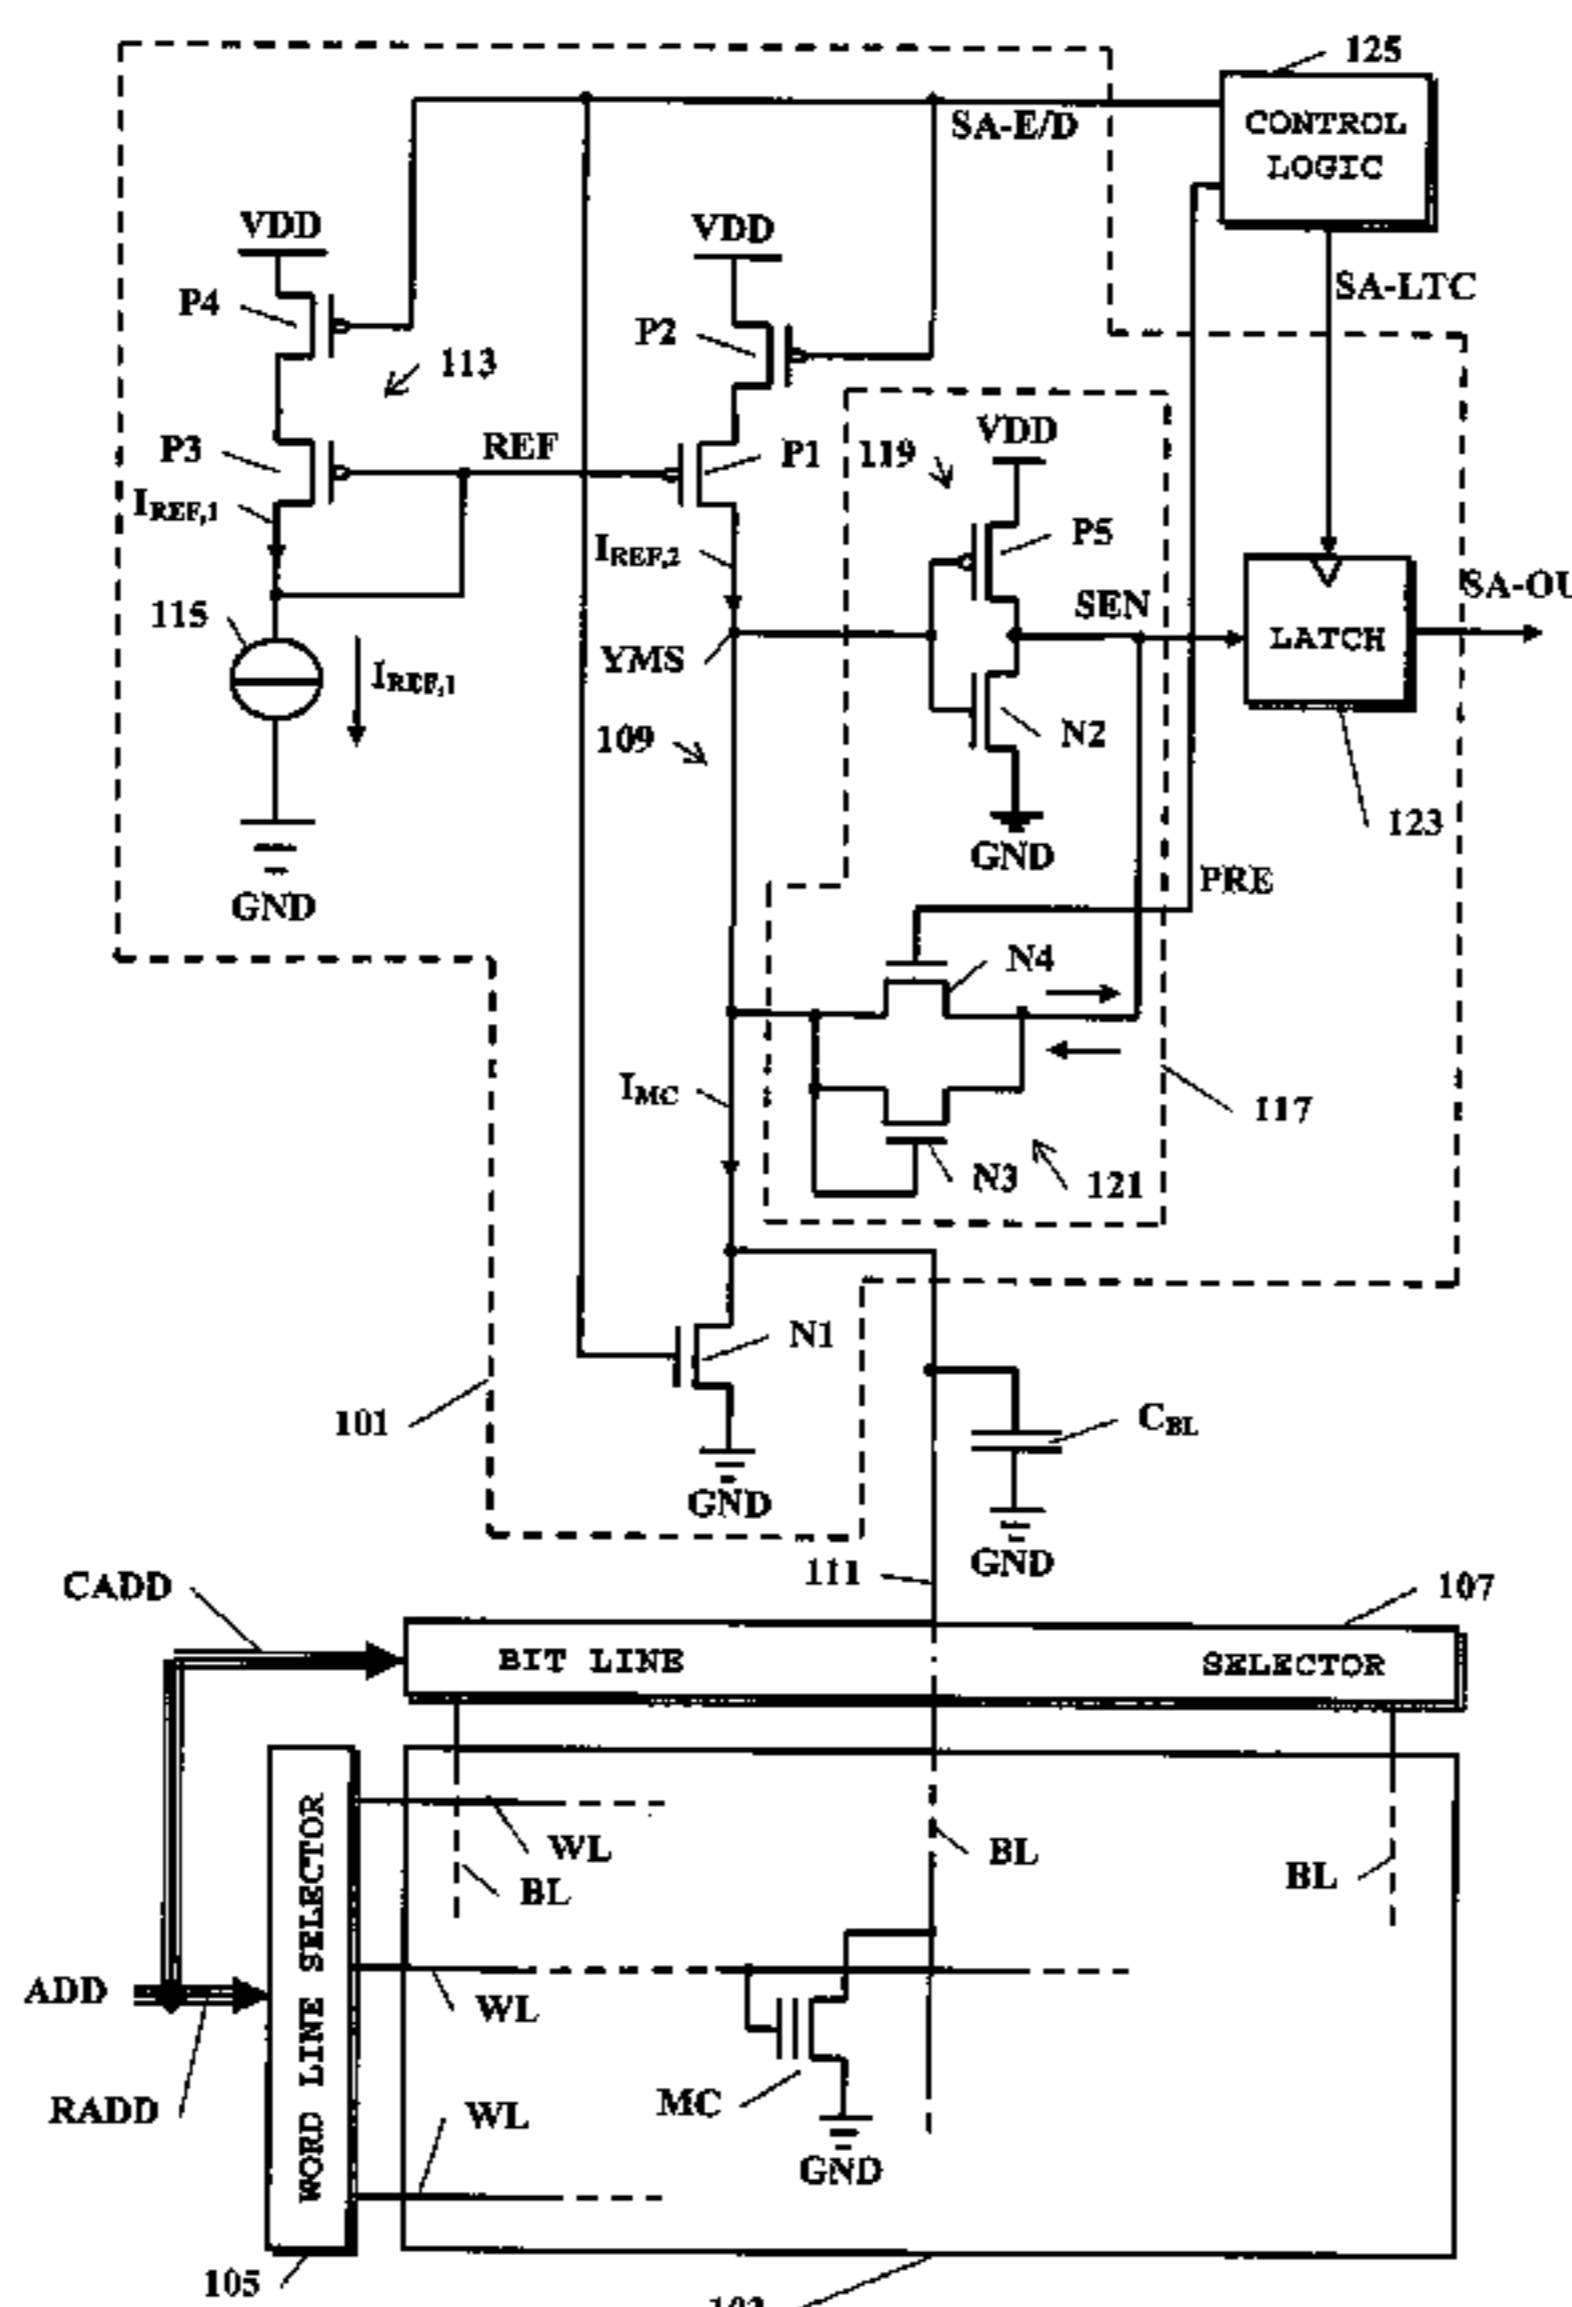 125
CONTROL
LOGIC
SA-E/D
VDD
VDD
SA-LTC
P4
P2
113
VDD
P3
REF
P1
119
IREF,1
P5
IREF,2
SEN
SA-OU
115
LATCH
YMS
IREF,1
N2
109
123
GND
PRE
GND
N4
IMC
117
N3
121
N1
101
CBL
GND
GND
111
CADD
107
BIT LINE
SELECTOR
WORD LINE SELECTOR
WL
BL
BL
BL
ADD
WL
MC
RADD
WL
GND
105